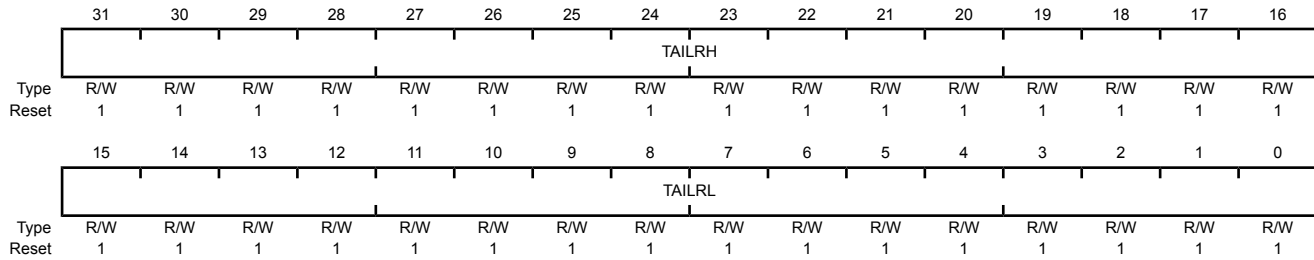 31 30 29 28 27 26 25 24 23 22 21 20 19 18 17 16
TAILRH
Type R/W R/W R/W R/W R/W R/W R/W R/W R/W R/W R/W R/W R/W R/W R/W R/W
Reset 1 1 1 1 1 1 1 1 1 1 1 1 1 1 1 1
15 14 13 12 11 10 9 8 7 6 5 4 3 2 1 0
TAILRL
Type R/W R/W R/W R/W R/W R/W R/W R/W R/W R/W R/W R/W R/W R/W R/W R/W
Reset 1 1 1 1 1 1 1 1 1 1 1 1 1 1 1 1